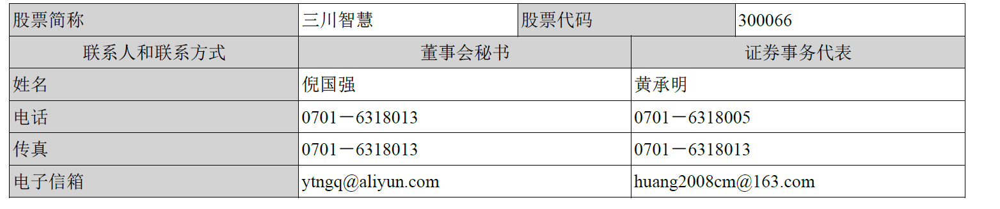 股票简称 三川智慧 股票代码 300066
联系人和联系方式 董事会秘书 证券事务代表
姓名 倪国强 黄承明
电话 0701－6318013 0701－6318005
传真 0701－6318013 0701－6318013
电子信箱 ytngq@aliyun.com huang2008cm@163.com